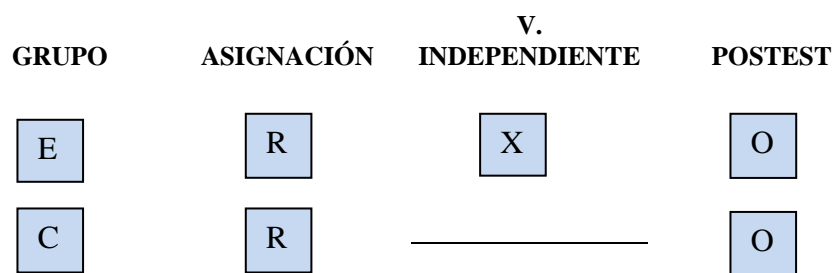 V.
GRUPO ASIGNACIÓN INDEPENDIENTE POSTEST
E R X O
C R O